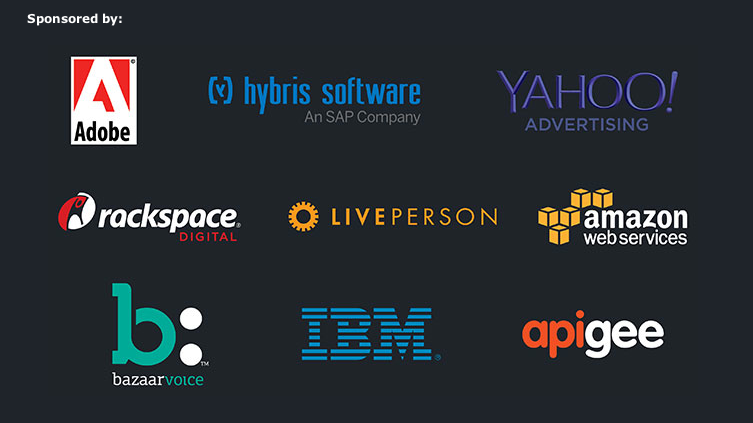 Sponsored by:
Adobe
hybris software
An SAP Company
YAHOO!
ADVERTISING
rackspace®
DIGITAL
LIVEPERSON
amazon
web services
b:™
bazaarvoice
IBM®
apigee